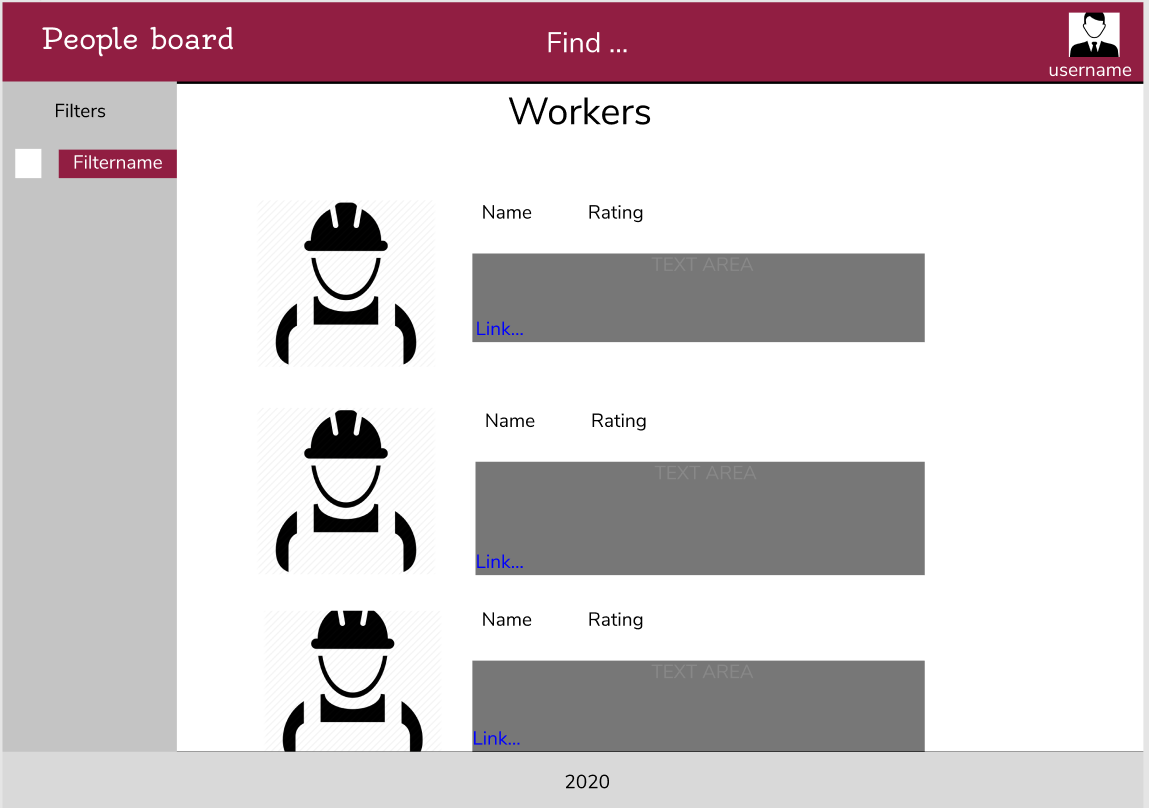 People board
Find ...
username
Filters
Filtername
Workers
Name Rating
TEXT AREA
Link...
Name Rating
TEXT AREA
Link...
Name Rating
TEXT AREA
Link...
2020